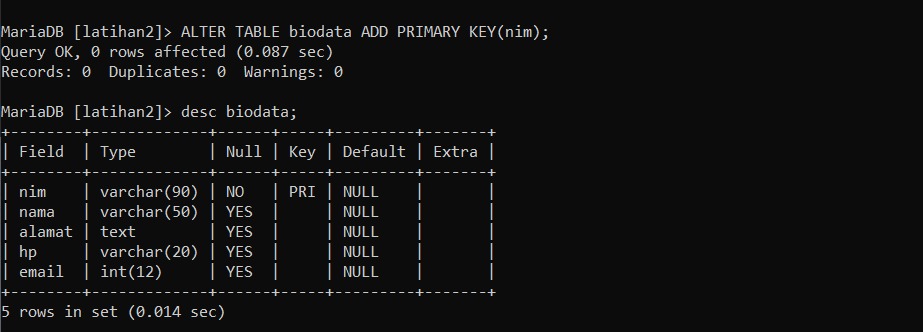 MariaDB [latihan2]> ALTER TABLE biodata ADD PRIMARY KEY(nim);
Query OK, 0 rows affected (0.087 sec)
Records: 0  Duplicates: 0  Warnings: 0
MariaDB [latihan2]> desc biodata;
+--------+-------------+------+-----+---------+-------+
| Field  | Type        | Null | Key | Default | Extra |
+--------+-------------+------+-----+---------+-------+
| nim    | varchar(90) | NO   | PRI | NULL    |       |
| nama   | varchar(50) | YES  |     | NULL    |       |
| alamat | text        | YES  |     | NULL    |       |
| hp     | varchar(20) | YES  |     | NULL    |       |
| email  | int(12)     | YES  |     | NULL    |       |
+--------+-------------+------+-----+---------+-------+
5 rows in set (0.014 sec)